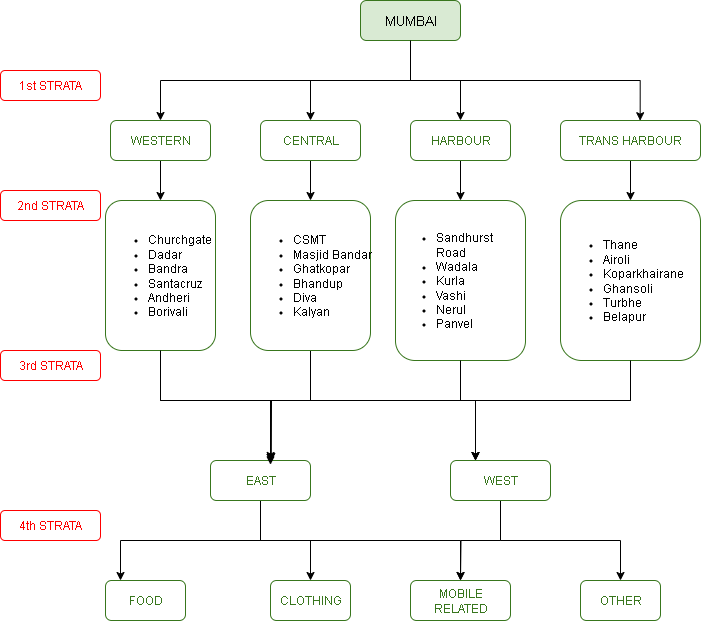 MUMBAI
1st STRATA
WESTERN
CENTRAL
HARBOUR
TRANS HARBOUR
2nd STRATA
Churchgate
Dadar
Bandra
Santacruz
Andheri
Borivali
CSMT
Masjid Bandar
Ghatkopar
Bhandup
Diva
Kalyan
Sandhurst
Road
Wadala
Kurla
Vashi
Nerul
Panvel
Thane
Airoli
Koparkhairane
Ghansoli
Turbhe
Belapur
3rd STRATA
EAST
WEST
4th STRATA
FOOD
CLOTHING
MOBILE
RELATED
OTHER